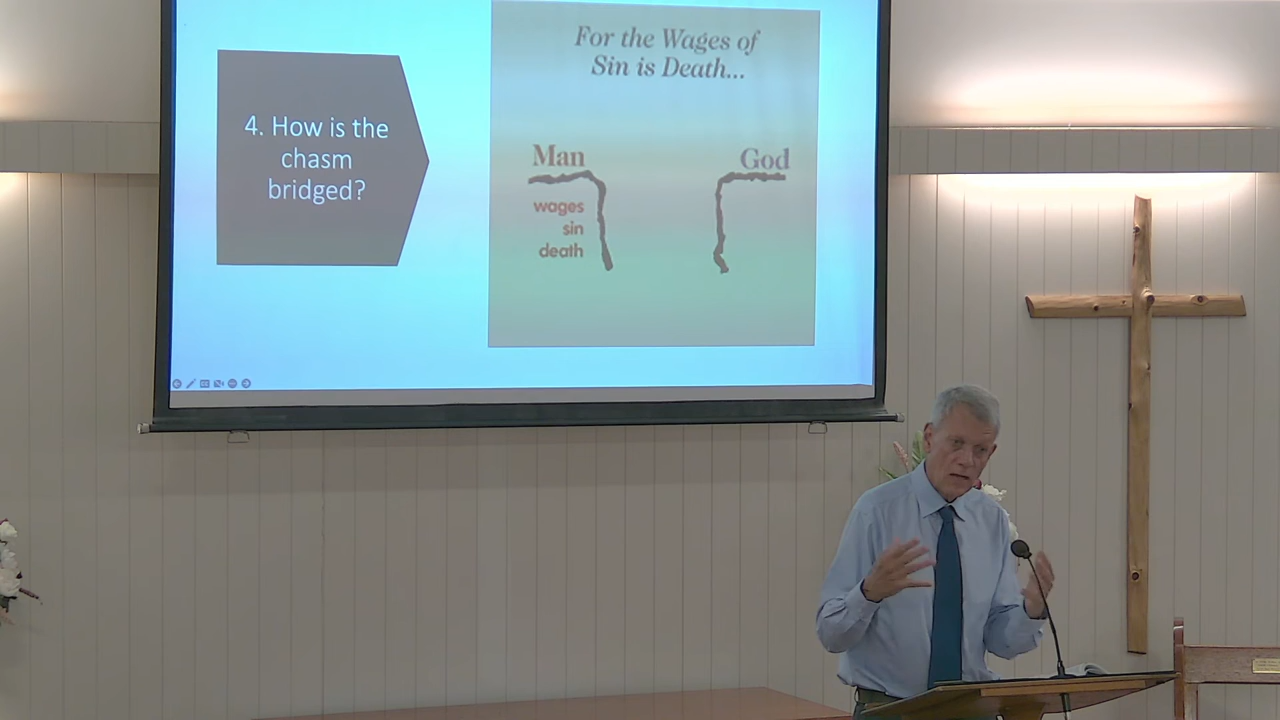 4. How is the
chasm
bridged?
For the Wages of
Sin is Death...
Man
God
wages
sin
death